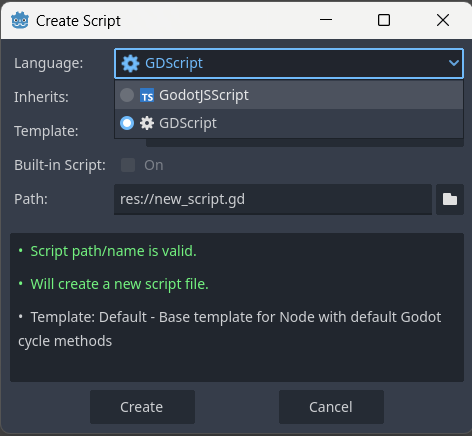 Create Script
Language:
GDScript
TS GodotJSScript
GDScript
Inherits:
Template:
Built-in Script:
On
Path:
res://new_script.gd
• Script path/name is valid.
• Will create a new script file.
• Template: Default - Base template for Node with default Godot
cycle methods
Create
Cancel